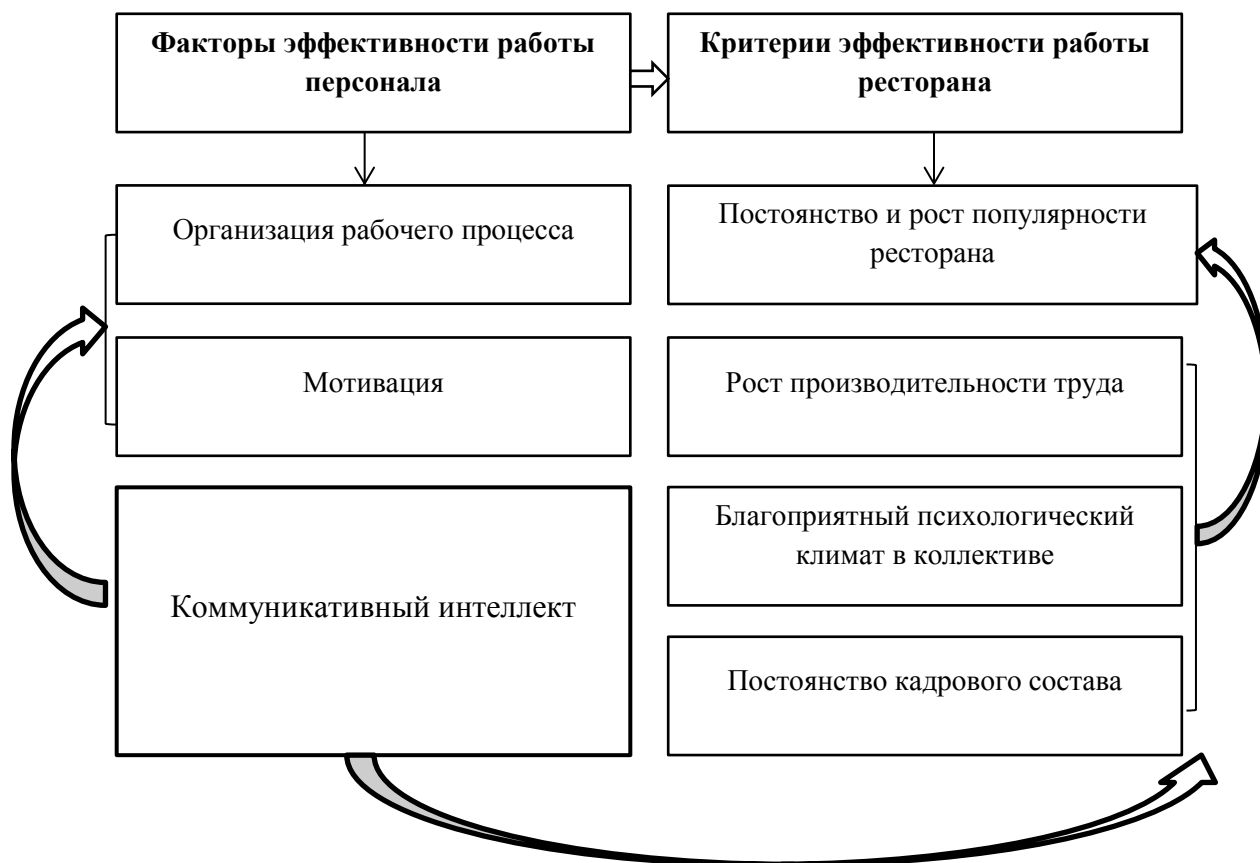 Факторы эффективности работы
персонала
Критерии эффективности работы
ресторана
Организация рабочего процесса
Постоянство и рост популярности
ресторана
Мотивация
Рост производительности труда
Коммуникативный интеллект
Благоприятный психологический
климат в коллективе
Постоянство кадрового состава